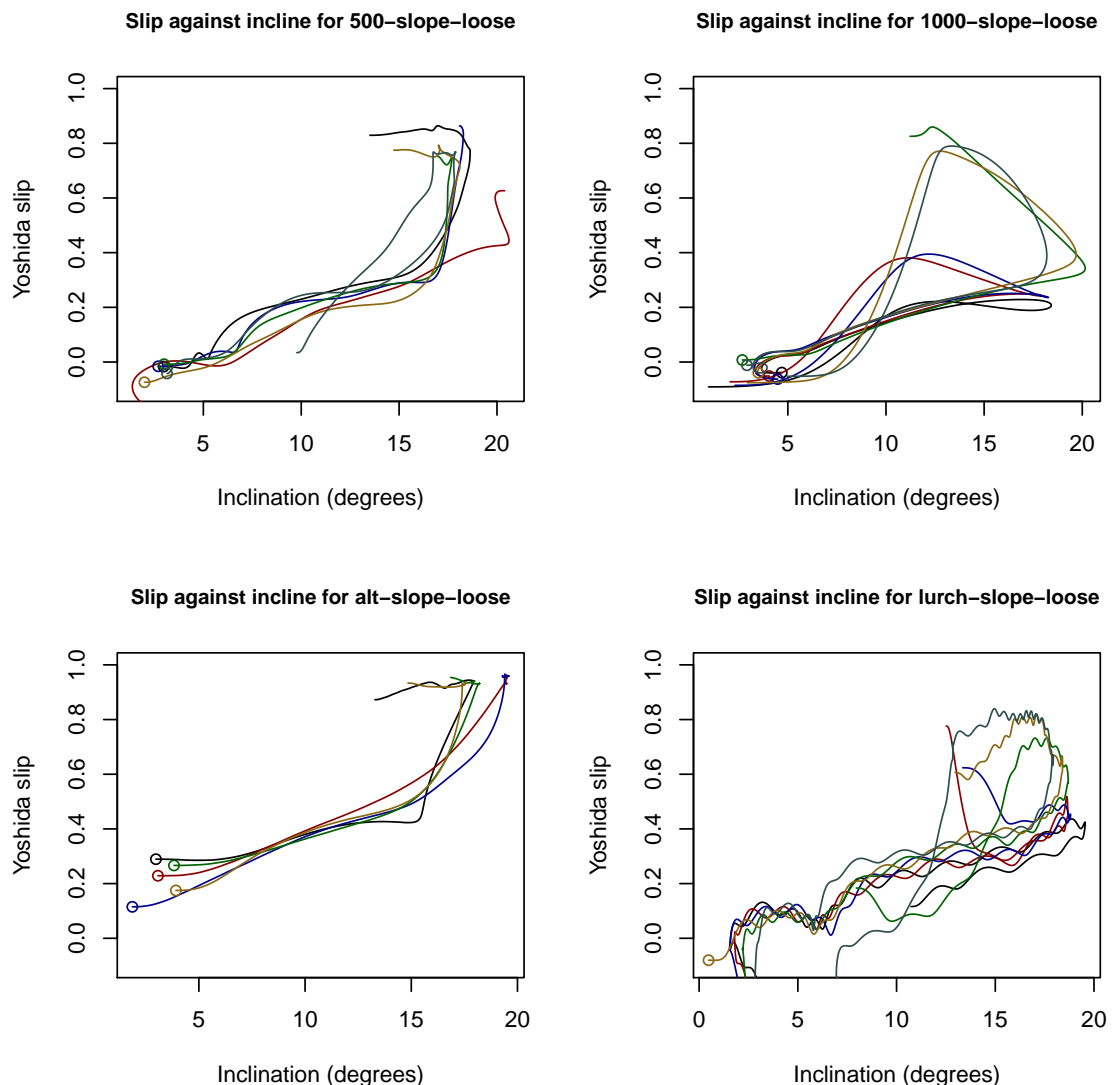 Slip against incline for 500−slope−loose
Yoshida slip
0.0 0.2 0.4 0.6 0.8 1.0
5 10 15 20
Inclination (degrees)
Slip against incline for 1000−slope−loose
Yoshida slip
0.0 0.2 0.4 0.6 0.8 1.0
5 10 15 20
Inclination (degrees)
Slip against incline for alt−slope−loose
Yoshida slip
0.0 0.2 0.4 0.6 0.8 1.0
5 10 15 20
Inclination (degrees)
Slip against incline for lurch−slope−loose
Yoshida slip
0.0 0.2 0.4 0.6 0.8 1.0
0 5 10 15 20
Inclination (degrees)